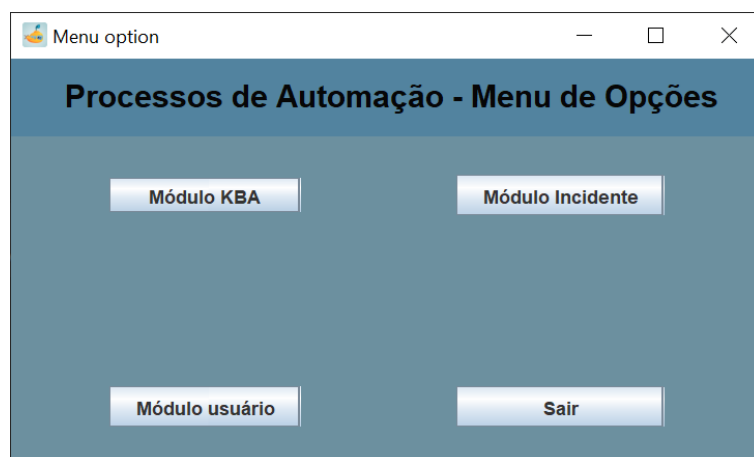 Menu option
Processos de Automação - Menu de Opções
Módulo KBA
Módulo Incidente
Módulo usuário
Sair